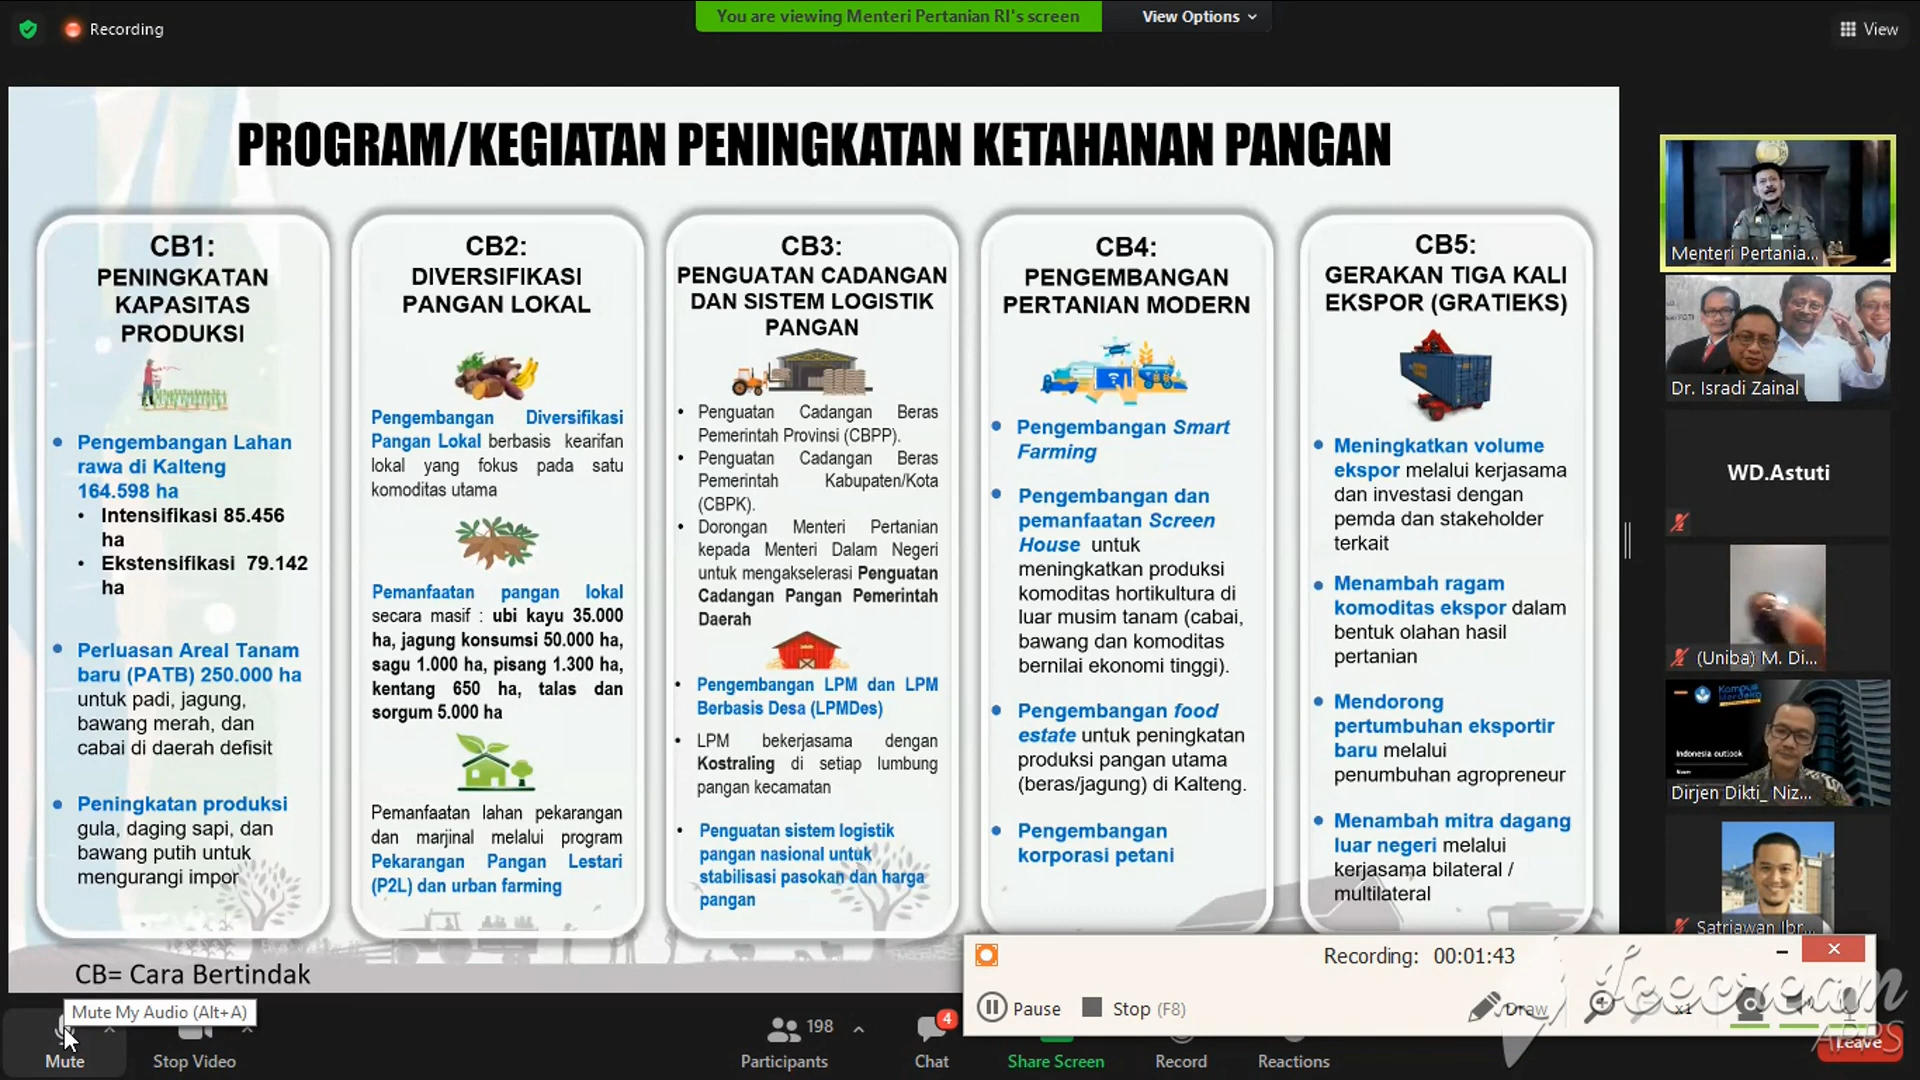 Recording
You are viewing Menteri Pertanian RI's screen
View Options
View
PROGRAM/KEGIATAN PENINGKATAN KETAHANAN PANGAN
CB1:
PENINGKATAN
KAPASITAS
PRODUKSI
Pengembangan Lahan
rawa di Kalteng
164.598 ha
Intensifikasi 85.456
ha
Ekstensifikasi 79.142
ha
Perluasan Areal Tanam
baru (PATB) 250.000 ha
untuk padi, jagung,
bawang merah, dan
cabai di daerah defisit
Peningkatan produksi
gula, daging sapi, dan
bawang putih untuk
mengurangi impor
CB2:
DIVERSIFIKASI
PANGAN LOKAL
Pengembangan Diversifikasi
Pangan Lokal berbasis kearifan
lokal yang fokus pada satu
komoditas utama
Pemanfaatan pangan lokal
secara masif : ubi kayu 35.000
ha, jagung konsumsi 50.000 ha,
sagu 1.000 ha, pisang 1.300 ha,
kentang 650 ha, talas dan
sorgum 5.000 ha
Pemanfaatan lahan pekarangan
dan marjinal melalui program
Pekarangan Pangan Lestari
(P2L) dan urban farming
CB3:
PENGUATAN CADANGAN
DAN SISTEM LOGISTIK
PANGAN
Penguatan Cadangan Beras
Pemerintah Provinsi (CBPP).
Penguatan Cadangan Beras
Pemerintah Kabupaten/Kota
(CBPK).
Dorongan Menteri Pertanian
kepada Menteri Dalam Negeri
untuk mengakselerasi Penguatan
Cadangan Pangan Pemerintah
Daerah
Pengembangan LPM dan LPM
Berbasis Desa (LPMDes)
LPM bekerjasama dengan
Kostraling di setiap lumbung
pangan kecamatan
Penguatan sistem logistik
pangan nasional untuk
stabilisasi pasokan dan harga
pangan
CB4:
PENGEMBANGAN
PERTANIAN MODERN
Pengembangan Smart
Farming
Pengembangan dan
pemanfaatan Screen
House untuk
meningkatkan produksi
komoditas hortikultura di
luar musim tanam (cabai,
bawang dan komoditas
bernilai ekonomi tinggi).
Pengembangan food
estate untuk peningkatan
produksi pangan utama
(beras/jagung) di Kalteng.
Pengembangan
korporasi petani
CB5:
GERAKAN TIGA KALI
EKSPOR (GRATIEKS)
Meningkatkan volume
ekspor melalui kerjasama
dan investasi dengan
pemda dan stakeholder
terkait
Menambah ragam
komoditas ekspor dalam
bentuk olahan hasil
pertanian
Mendorong
pertumbuhan eksportir
baru melalui
penumbuhan agropreneur
Menambah mitra dagang
luar negeri melalui
kerjasama bilateral /
multilateral
CB= Cara Bertindak
Menteri Pertania...
Dr. Isradi Zainal
WD.Astuti
(Uniba) M. Di...
Kampus
Merdeka
Indonesia outlook
Dirjen Dikti_ Niz...
Satriawan Ibr...
Recording: 00:01:43
Pause
Stop (F8)
Draw
x1
Icecream
APPS
Mute My Audio (Alt+A)
Mute
Stop Video
198
Participants
4
Chat
Share Screen
Record
Reactions
Leave